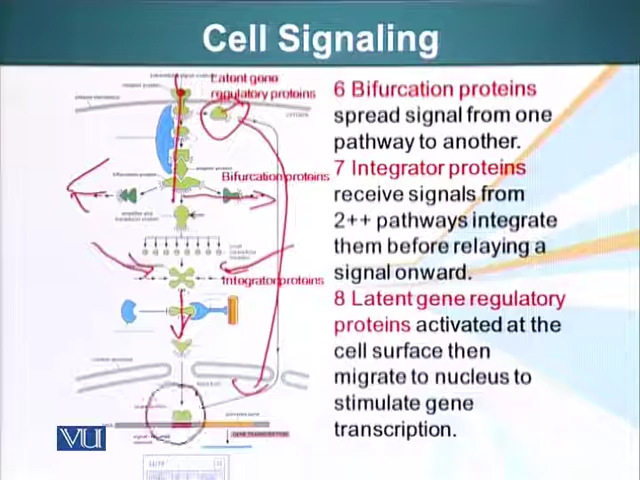 Cell Signaling
Latent gene
regulatory proteins
6 Bifurcation proteins
spread signal from one
pathway to another.
Bifurcation proteins
7 Integrator proteins
receive signals from
2++ pathways integrate
them before relaying a
signal onward.
Integrator proteins
8 Latent gene regulatory
proteins activated at the
cell surface then
migrate to nucleus to
stimulate gene
transcription.
GENE TRANSCRIPTION
VU